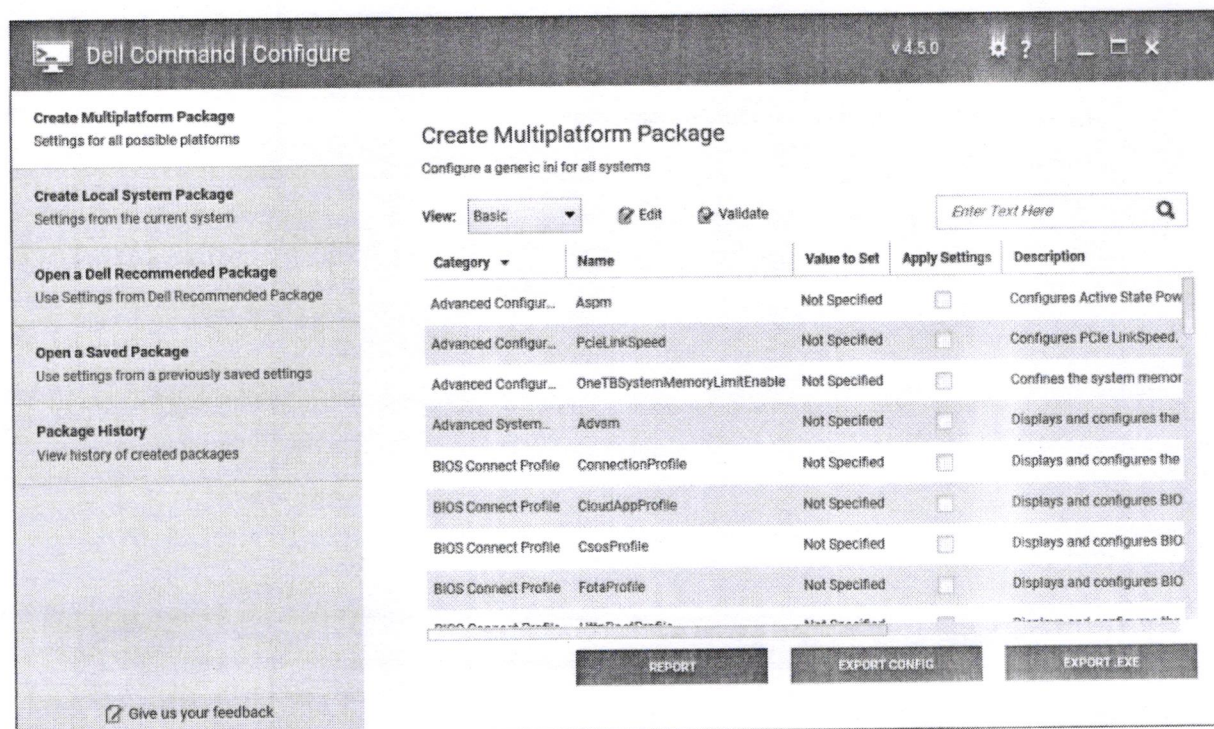 Dell Command | Configure
v 4.5.0
?
Create Multiplatform Package
Settings for all possible platforms
Create Local System Package
Settings from the current system
Open a Dell Recommended Package
Use Settings from Dell Recommended Package
Open a Saved Package
Use settings from a previously saved settings
Package History
View history of created packages
Give us your feedback
Create Multiplatform Package
Configure a generic ini for all systems
View: Basic Edit Validate Enter Text Here
Category Name Value to Set Apply Settings Description
Advanced Configur... Aspm Not Specified Configures Active State Pow
Advanced Configur... PcieLinkSpeed Not Specified Configures PCIe LinkSpeed.
Advanced Configur... OneTBSystemMemoryLimitEnable Not Specified Confines the system memor
Advanced System... Advsm Not Specified Displays and configures the
BIOS Connect Profile ConnectionProfile Not Specified Displays and configures the
BIOS Connect Profile CloudAppProfile Not Specified Displays and configures BIO
BIOS Connect Profile CsosProfile Not Specified Displays and configures BIO
BIOS Connect Profile FotaProfile Not Specified Displays and configures BIO
REPORT EXPORT CONFIG EXPORT .EXE